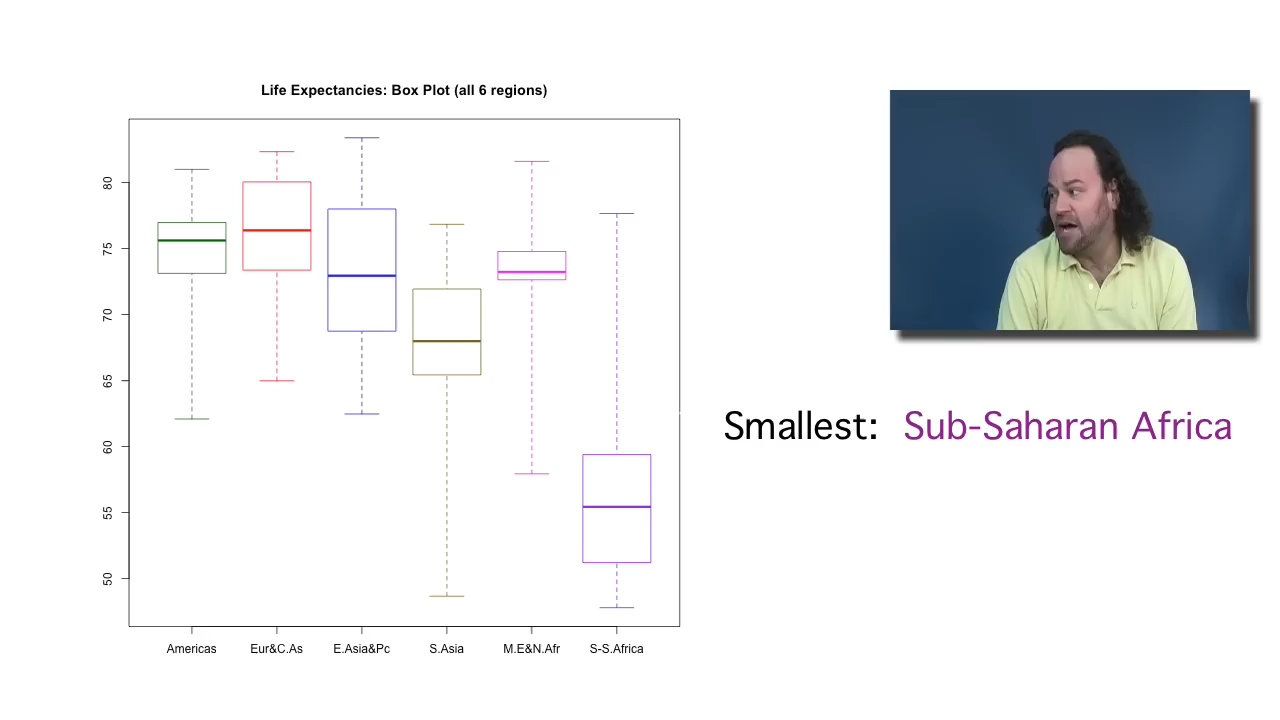 Life Expectancies: Box Plot (all 6 regions)
80
75
70
65
60
55
50
Americas Eur&C.As E.Asia&Pc S.Asia M.E&N.Afr S-S.Africa
Smallest: Sub-Saharan Africa